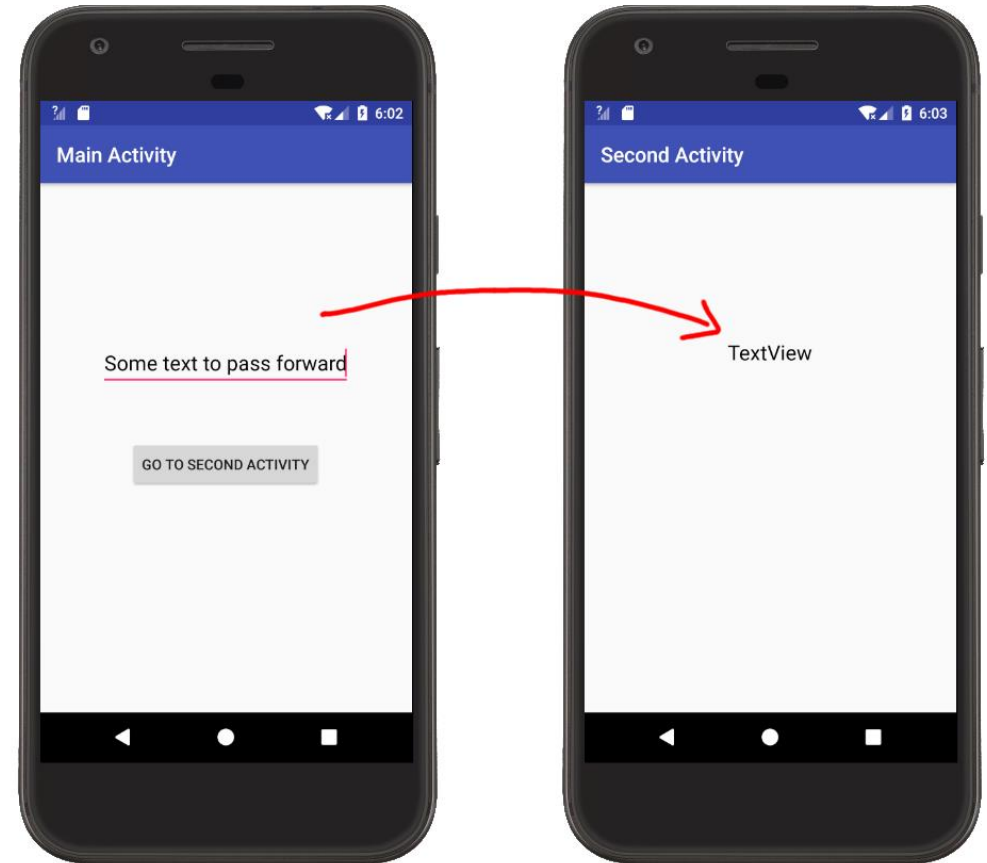 6:02
Main Activity
Some text to pass forward
GO TO SECOND ACTIVITY
6:03
Second Activity
TextView